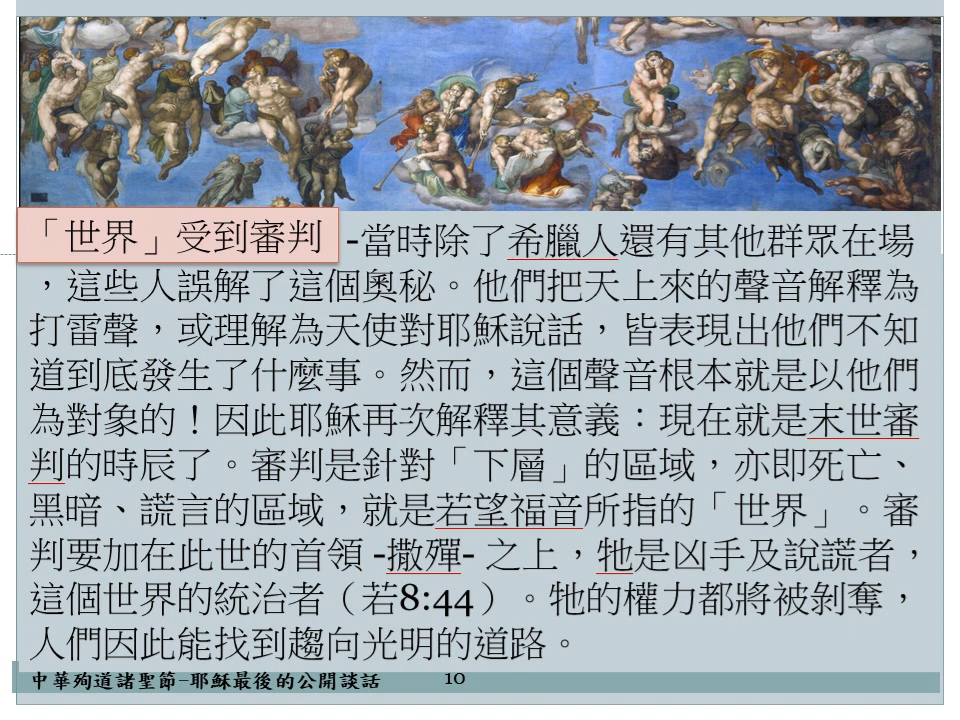 「世界」受到審判 -當時除了希臘人還有其他群眾在場
，這些人誤解了這個奧秘。他們把天上來的聲音解釋為
打雷聲，或理解為天使對耶穌說話，皆表現出他們不知
道到底發生了什麼事。然而，這個聲音根本就是以他們
為對象的！因此耶穌再次解釋其意義：現在就是末世審
判的時辰了。審判是針對「下層」的區域，亦即死亡、
黑暗、謊言的區域，就是若望福音所指的「世界」。審
判要加在此世的首領 -撒殫- 之上，牠是凶手及說謊者，
這個世界的統治者（若8:44）。牠的權力都將被剝奪，
人們因此能找到趨向光明的道路。
中華殉道諸聖節-耶穌最後的公開談話 10